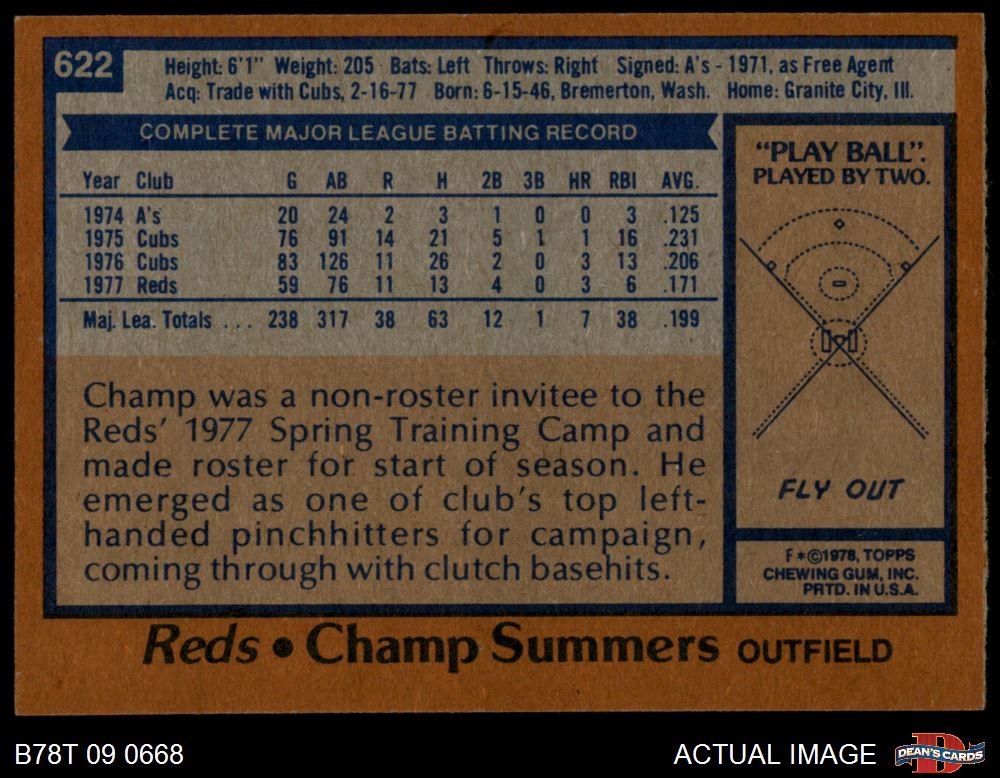 622
Height: 6'1" Weight: 205 Bats: Left Throws: Right Signed: A's - 1971, as Free Agent
Acq: Trade with Cubs, 2-16-77 Born: 6-15-46, Bremerton, Wash. Home: Granite City, Ill.
COMPLETE MAJOR LEAGUE BATTING RECORD
Year Club G AB R H 2B 3B HR RBI AVG.
1974 A's 20 24 2 3 1 0 0 3 .125
1975 Cubs 76 91 14 21 5 1 1 16 .231
1976 Cubs 83 126 11 26 2 0 3 13 .206
1977 Reds 59 76 11 13 4 0 3 6 .171
Maj. Lea. Totals ... 238 317 38 63 12 1 7 38 .199
Champ was a non-roster invitee to the
Reds' 1977 Spring Training Camp and
made roster for start of season. He
emerged as one of club's top left-
handed pinchhitters for campaign,
coming through with clutch basehits.
"PLAY BALL".
PLAYED BY TWO.
FLY OUT
F*©1978, TOPPS
CHEWING GUM, INC.
PRTD. IN U.S.A.
Reds • Champ Summers OUTFIELD
B78T 09 0668
ACTUAL IMAGE
DEAN'S CARDS